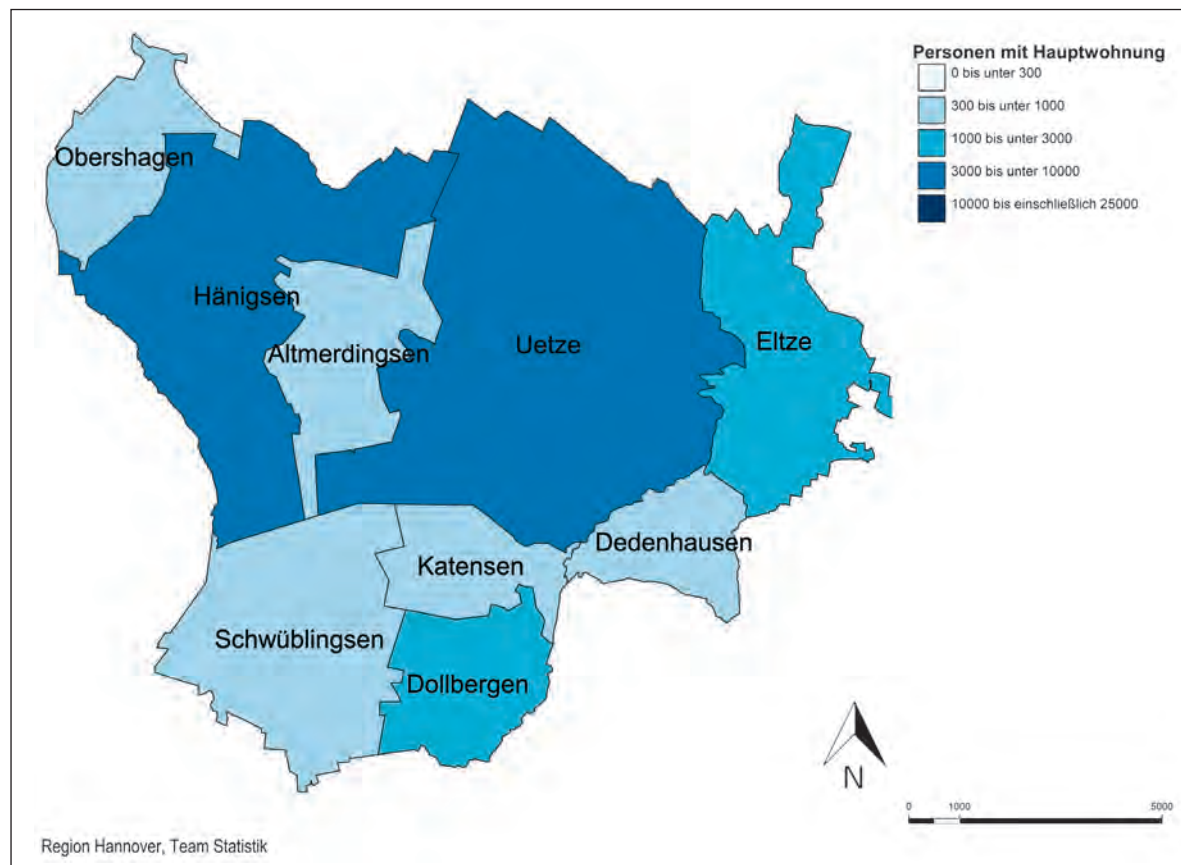 Personen mit Hauptwohnung
0 bis unter 300
300 bis unter 1000
1000 bis unter 3000
3000 bis unter 10000
10000 bis einschließlich 25000
Obershagen
Hänigsen
Altmerdingsen
Uetze
Eltze
Dedenhausen
Katensen
Schwüblingsen
Dollbergen
N
0 1000 5000
Region Hannover, Team Statistik